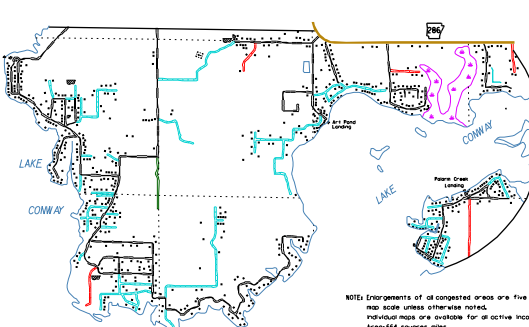 286
Art Pond
Landing
CONWAY
LAKE
Palarm Creek
Landing
LAKE
CONWAY
NOTE: Enlargements of all congested areas are five
map scale unless otherwise noted.
Individual maps are available for all active